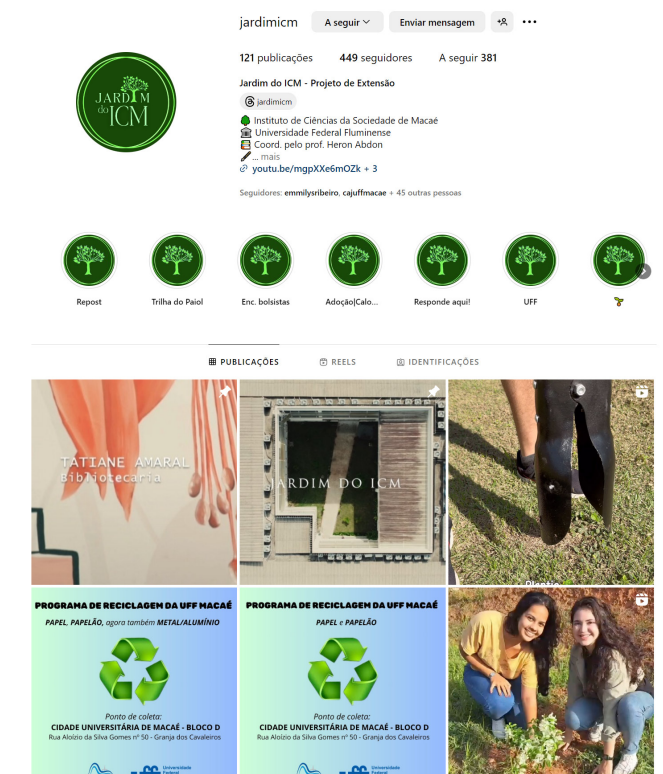 jardimicm
A seguir
Enviar mensagem
121 publicações 449 seguidores A seguir 381
Jardim do ICM - Projeto de Extensão
jardimicm
Instituto de Ciências da Sociedade de Macaé
Universidade Federal Fluminense
Coord. pelo prof. Heron Abdon
... mais
youtu.be/mgpXXe6mOZk + 3
Seguidores: emmilysribeiro, cajuffmacae + 45 outras pessoas
JARDIM
do ICM
Repost
Trilha do Paiol
Enc. bolsistas
Adoção|Calo...
Responde aqui!
UFF
PUBLICAÇÕES
REELS
IDENTIFICAÇÕES
TATIANE AMARAL
Bibliotecaria
JARDIM DO ICM
Plantio
PROGRAMA DE RECICLAGEM DA UFF MACAÉ
PAPEL, PAPELÃO, agora também METAL/ALUMÍNIO
Ponto de coleta:
CIDADE UNIVERSITÁRIA DE MACAÉ - BLOCO D
Rua Aloízio da Silva Gomes nº 50 - Granja dos Cavaleiros
Universidade
Federal
PROGRAMA DE RECICLAGEM DA UFF MACAÉ
PAPEL e PAPELÃO
Ponto de coleta:
CIDADE UNIVERSITÁRIA DE MACAÉ - BLOCO D
Rua Aloízio da Silva Gomes nº 50 - Granja dos Cavaleiros
Universidade
Federal